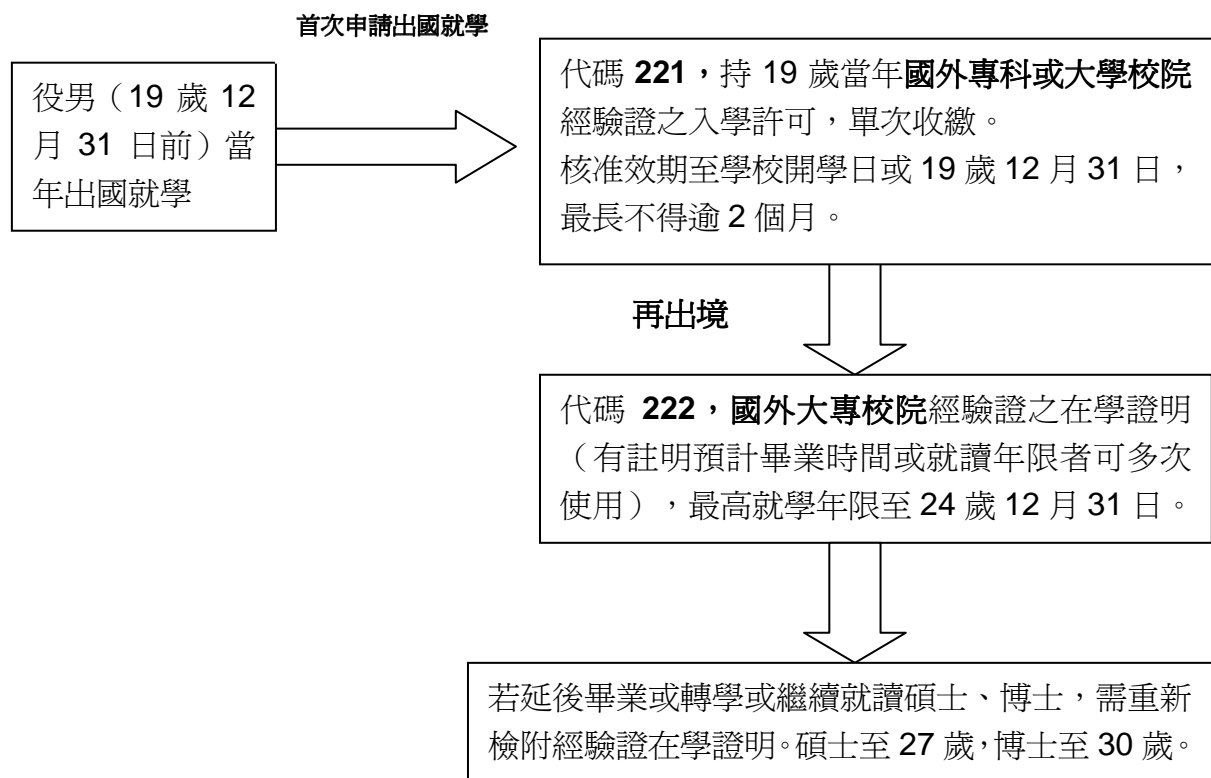 首次申請出國就學
役男（19 歲 12
月 31 日前）當
年出國就學
代碼 221，持 19 歲當年國外專科或大學校院
經驗證之入學許可，單次收繳。
核准效期至學校開學日或 19 歲 12 月 31 日，
最長不得逾 2 個月。
再出境
代碼 222，國外大專校院經驗證之在學證明
（有註明預計畢業時間或就讀年限者可多次
使用），最高就學年限至 24 歲 12 月 31 日。
若延後畢業或轉學或繼續就讀碩士、博士，需重新
檢附經驗證在學證明。碩士至 27 歲，博士至 30 歲。